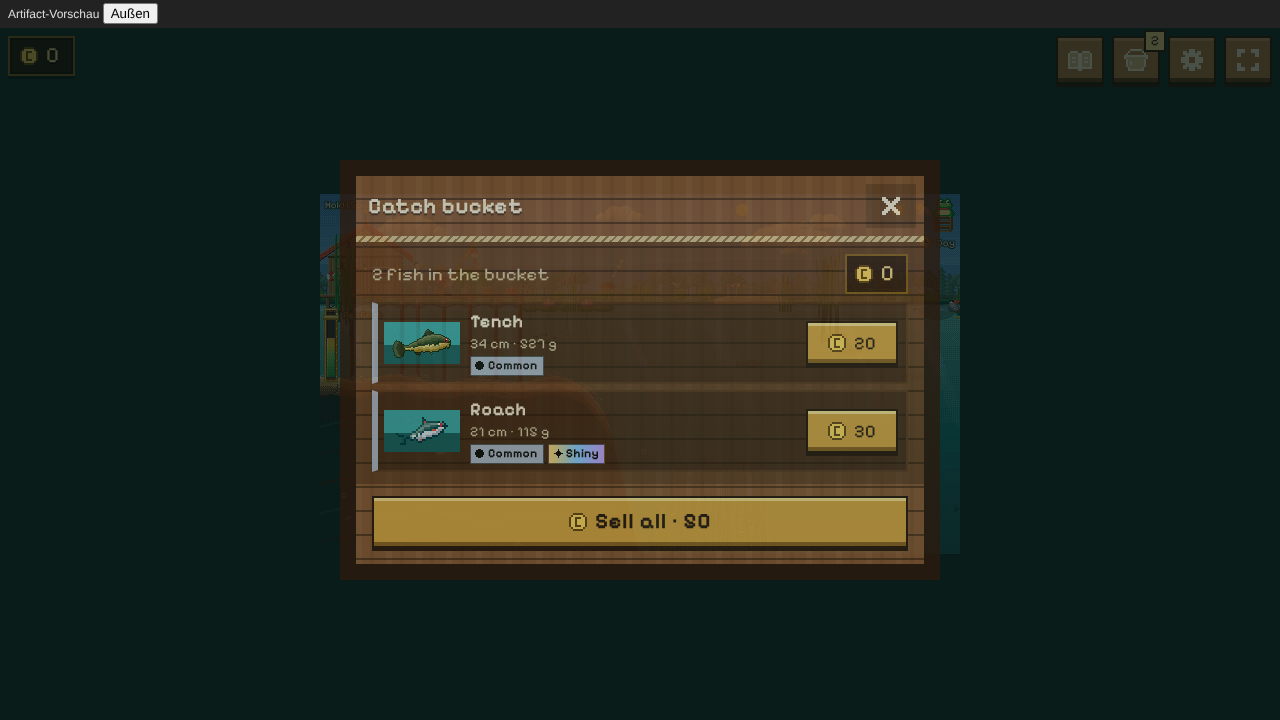 Artifact-Vorschau Außen
0
2
Catch bucket
2 fish in the bucket
0
Tench
34 cm · 527 g
Common
20
Roach
21 cm · 115 g
Common
Shiny
30
Sell all · 50